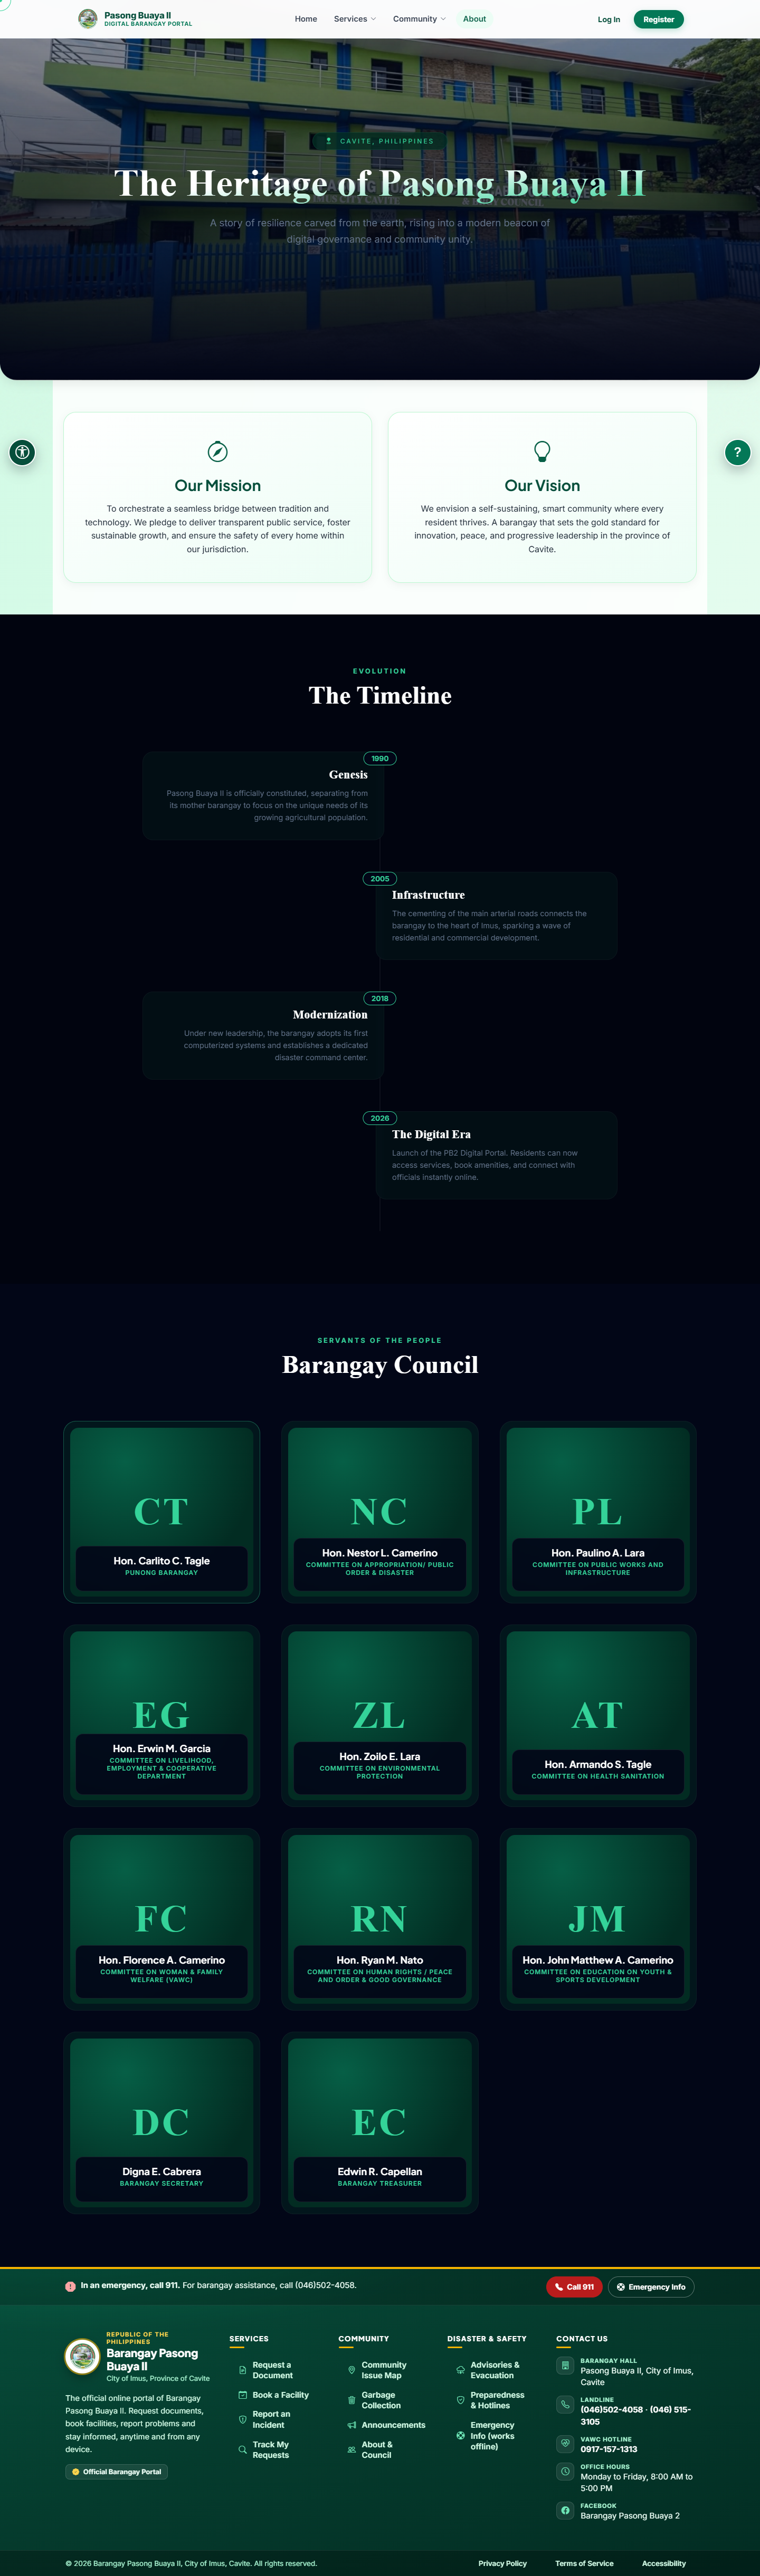 Pasong Buaya II
DIGITAL BARANGAY PORTAL
Home
Services
Community
About
Log In
Register
CAVITE, PHILIPPINES
The Heritage of Pasong Buaya II
A story of resilience carved from the earth, rising into a modern beacon of
digital governance and community unity.
Our Mission
To orchestrate a seamless bridge between tradition and
technology. We pledge to deliver transparent public service, foster
sustainable growth, and ensure the safety of every home within
our jurisdiction.
Our Vision
We envision a self-sustaining, smart community where every
resident thrives. A barangay that sets the gold standard for
innovation, peace, and progressive leadership in the province of
Cavite.
?
EVOLUTION
The Timeline
1990
Genesis
Pasong Buaya II is officially constituted, separating from
its mother barangay to focus on the unique needs of its
growing agricultural population.
2005
Infrastructure
The cementing of the main arterial roads connects the
barangay to the heart of Imus, sparking a wave of
residential and commercial development.
2018
Modernization
Under new leadership, the barangay adopts its first
computerized systems and establishes a dedicated
disaster command center.
2026
The Digital Era
Launch of the PB2 Digital Portal. Residents can now
access services, book amenities, and connect with
officials instantly online.
SERVANTS OF THE PEOPLE
Barangay Council
CT
Hon. Carlito C. Tagle
PUNONG BARANGAY
NC
Hon. Nestor L. Camerino
COMMITTEE ON APPROPRIATION/ PUBLIC
ORDER & DISASTER
PL
Hon. Paulino A. Lara
COMMITTEE ON PUBLIC WORKS AND
INFRASTRUCTURE
EG
Hon. Erwin M. Garcia
COMMITTEE ON LIVELIHOOD,
EMPLOYMENT & COOPERATIVE
DEPARTMENT
ZL
Hon. Zoilo E. Lara
COMMITTEE ON ENVIRONMENTAL
PROTECTION
AT
Hon. Armando S. Tagle
COMMITTEE ON HEALTH SANITATION
FC
Hon. Florence A. Camerino
COMMITTEE ON WOMAN & FAMILY
WELFARE (VAWC)
RN
Hon. Ryan M. Nato
COMMITTEE ON HUMAN RIGHTS / PEACE
AND ORDER & GOOD GOVERNANCE
JM
Hon. John Matthew A. Camerino
COMMITTEE ON EDUCATION ON YOUTH &
SPORTS DEVELOPMENT
DC
Digna E. Cabrera
BARANGAY SECRETARY
EC
Edwin R. Capellan
BARANGAY TREASURER
In an emergency, call 911. For barangay assistance, call (046)502-4058.
Call 911
Emergency Info
REPUBLIC OF THE
PHILIPPINES
Barangay Pasong
Buaya II
City of Imus, Province of Cavite
The official online portal of Barangay
Pasong Buaya II. Request documents,
book facilities, report problems and
stay informed, anytime and from any
device.
Official Barangay Portal
SERVICES
Request a
Document
Book a Facility
Report an
Incident
Track My
Requests
COMMUNITY
Community
Issue Map
Garbage
Collection
Announcements
About &
Council
DISASTER & SAFETY
Advisories &
Evacuation
Preparedness
& Hotlines
Emergency
Info (works
offline)
CONTACT US
BARANGAY HALL
Pasong Buaya II, City of Imus,
Cavite
LANDLINE
(046)502-4058 · (046) 515-
3105
VAWC HOTLINE
0917-157-1313
OFFICE HOURS
Monday to Friday, 8:00 AM to
5:00 PM
FACEBOOK
Barangay Pasong Buaya 2
© 2026 Barangay Pasong Buaya II, City of Imus, Cavite. All rights reserved.
Privacy Policy
Terms of Service
Accessibility